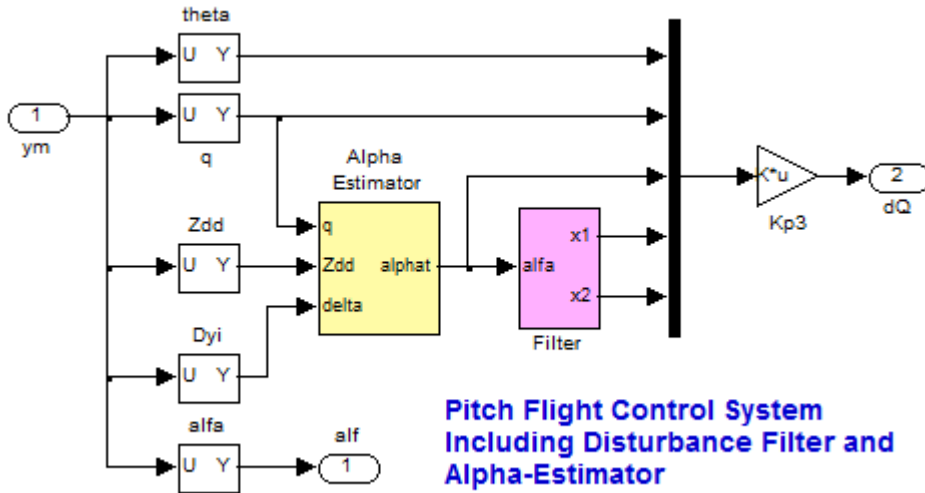 theta
U Y
1
ym
U Y
q
Alpha
Estimator
q
Zdd
delta
alphat
Zdd
U Y
Dyi
U Y
alfa
U Y
alf
1
alfa
x1
x2
Filter
K*u
Kp3
2
dQ
Pitch Flight Control System
Including Disturbance Filter and
Alpha-Estimator